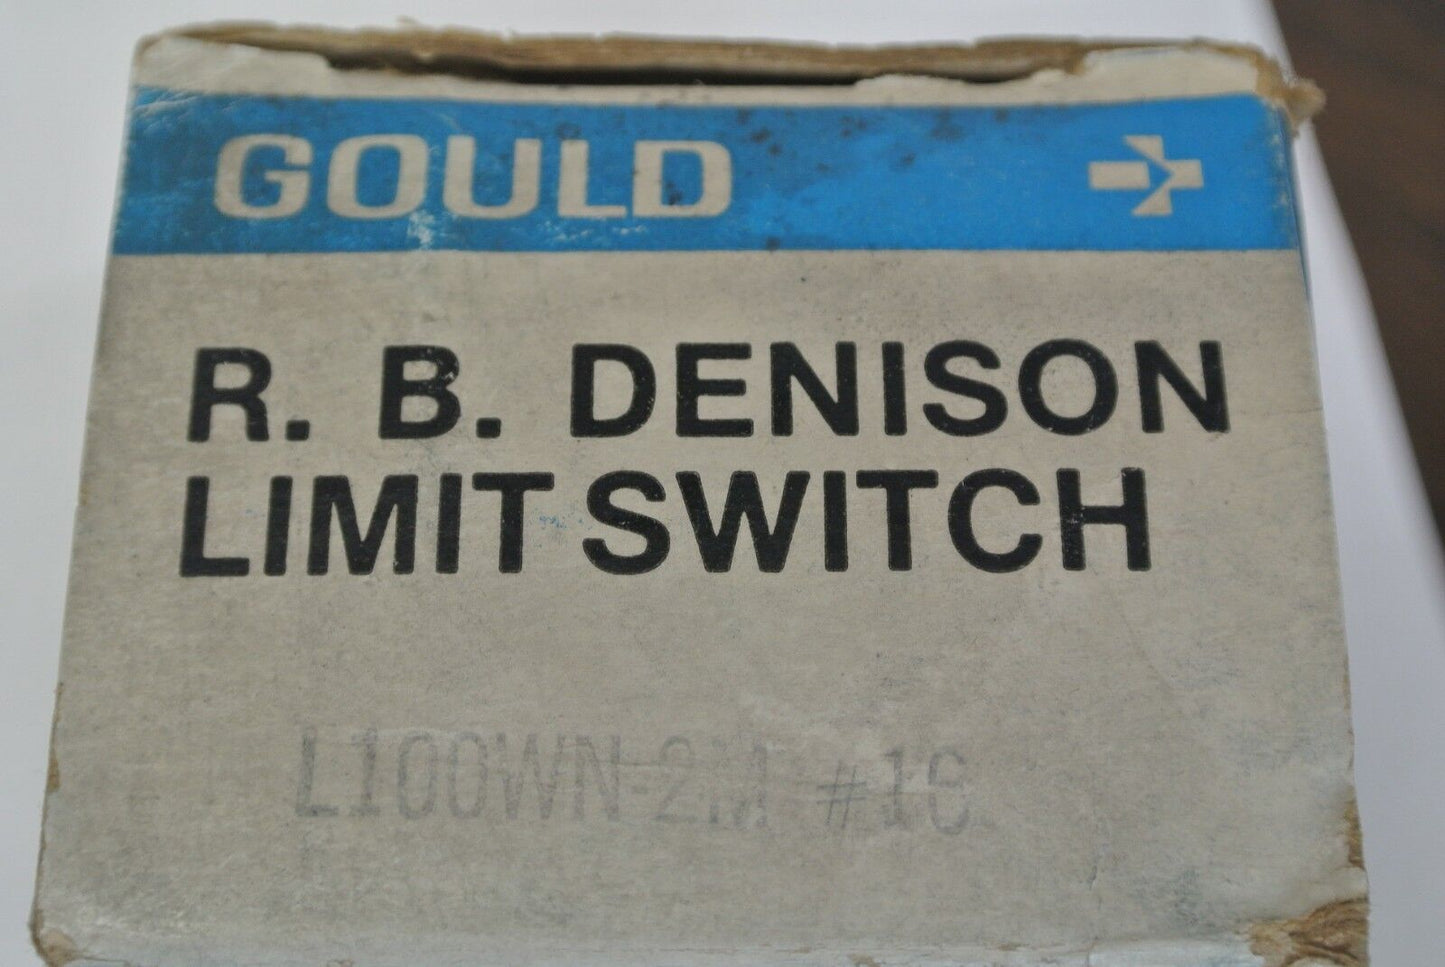 GOULD
R. B. DENISON
LIMIT SWITCH
L100WN-2M #16